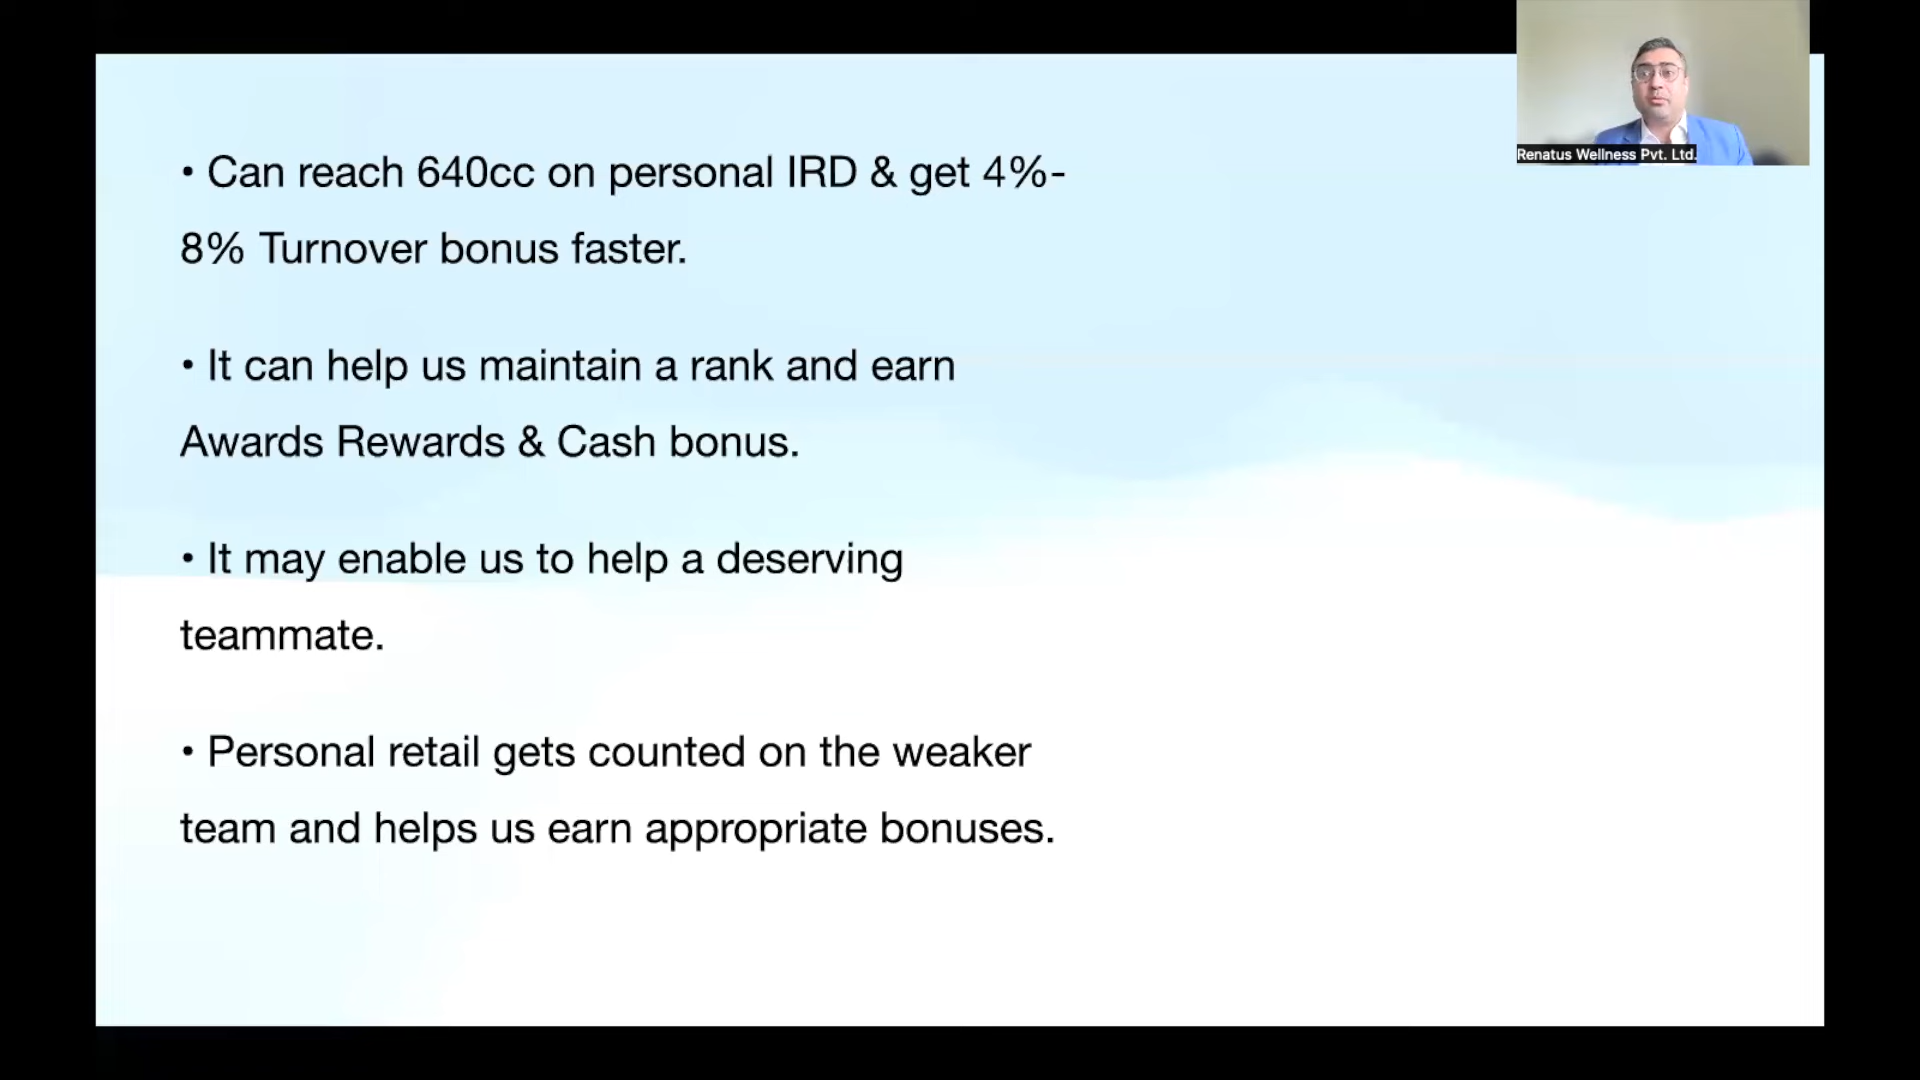 Renatus Wellness Pvt. Ltd.
• Can reach 640cc on personal IRD & get 4%-
8% Turnover bonus faster.
• It can help us maintain a rank and earn
Awards Rewards & Cash bonus.
• It may enable us to help a deserving
teammate.
• Personal retail gets counted on the weaker
team and helps us earn appropriate bonuses.